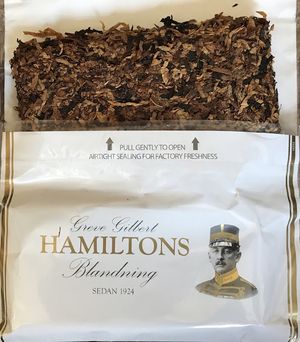 PULL GENTLY TO OPEN
AIRTIGHT SEALING FOR FACTORY FRESHNESS
Greve Gilbert
HAMILTONS
Blandning
SEDAN 1924